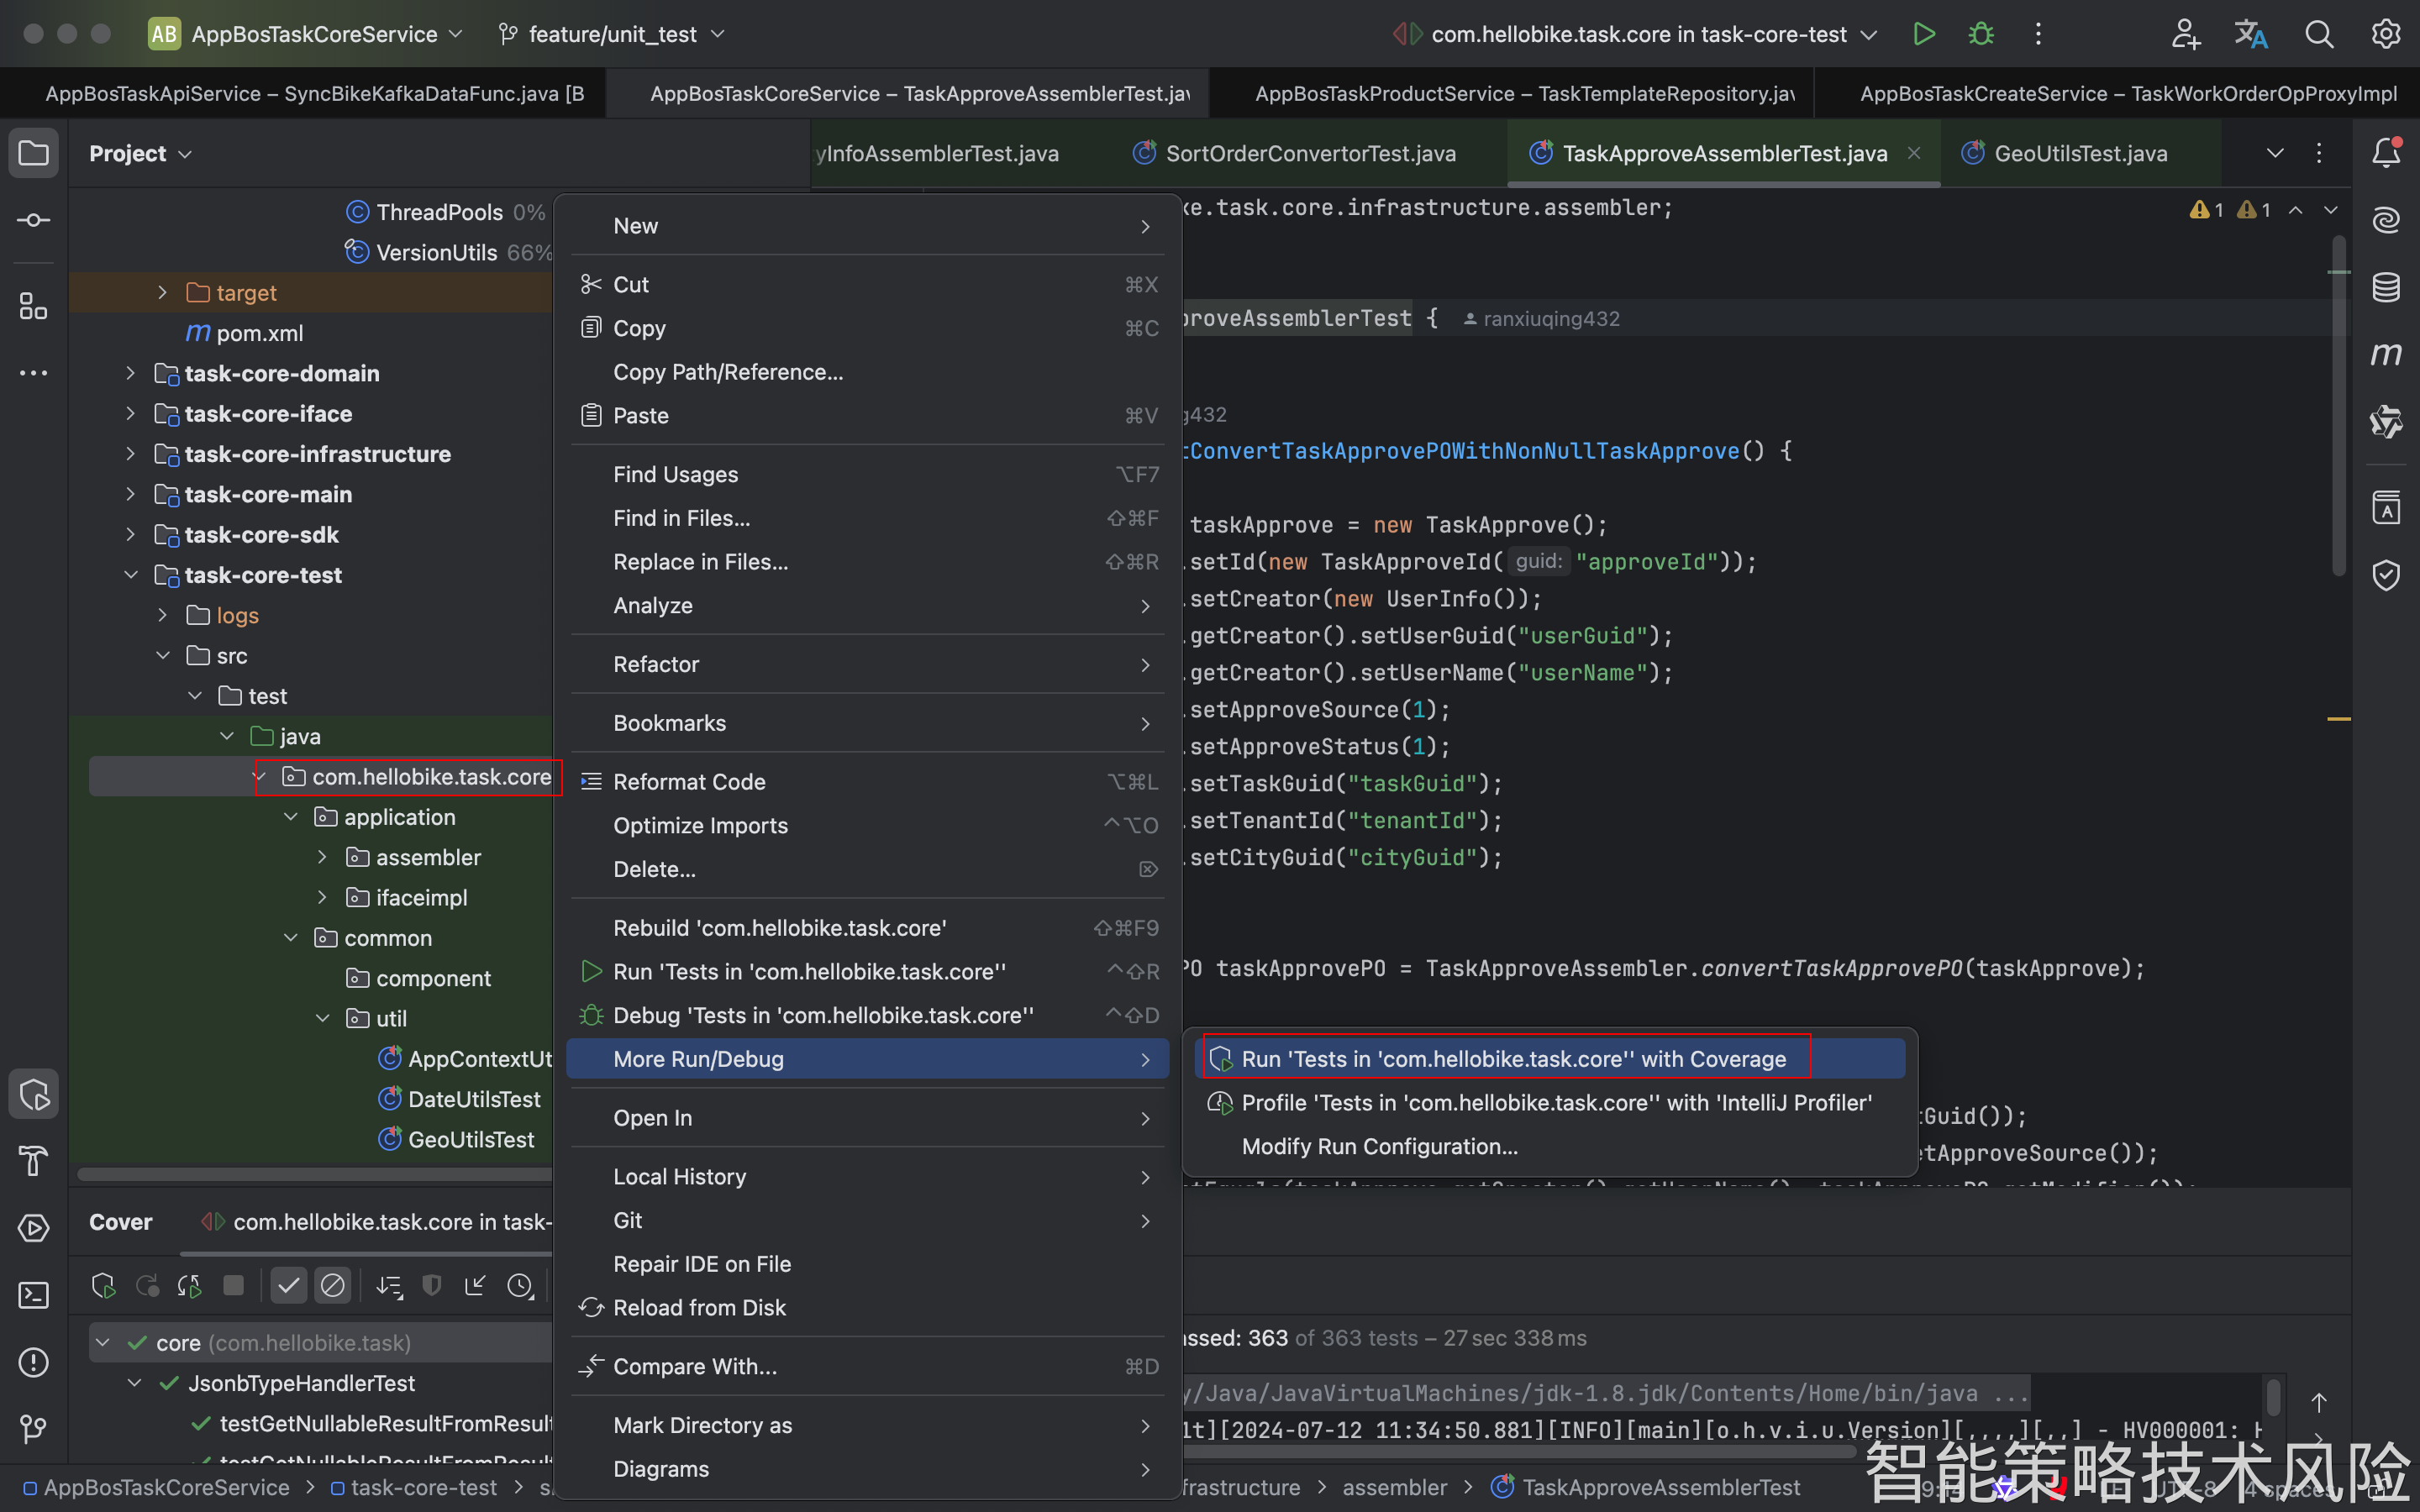 AB AppBosTaskCoreService
feature/unit_test
com.hellobike.task.core in task-core-test
AppBosTaskApiService – SyncBikeKafkaDataFunc.java [B
AppBosTaskCoreService – TaskApproveAssemblerTest.jav
AppBosTaskProductService – TaskTemplateRepository.jav
AppBosTaskCreateService – TaskWorkOrderOpProxyImpl
Project
yInfoAssemblerTest.java
SortOrderConvertorTest.java
TaskApproveAssemblerTest.java
GeoUtilsTest.java
ThreadPools 0%
VersionUtils 66%
target
pom.xml
task-core-domain
task-core-iface
task-core-infrastructure
task-core-main
task-core-sdk
task-core-test
logs
src
test
java
com.hellobike.task.core
application
assembler
ifaceimpl
common
component
util
AppContextUt
DateUtilsTest
GeoUtilsTest
New
Cut ⌘X
Copy ⌘C
Copy Path/Reference...
Paste ⌘V
Find Usages ⌥F7
Find in Files... ⇧⌘F
Replace in Files... ⇧⌘R
Analyze
Refactor
Bookmarks
Reformat Code ⌥⌘L
Optimize Imports ⌃⌥O
Delete... ⌦
Rebuild 'com.hellobike.task.core' ⇧⌘F9
Run 'Tests in 'com.hellobike.task.core'' ⌃⇧R
Debug 'Tests in 'com.hellobike.task.core'' ⌃⇧D
More Run/Debug
Open In
Local History
Git
Repair IDE on File
Reload from Disk
Compare With... ⌘D
Mark Directory as
Diagrams
Run 'Tests in 'com.hellobike.task.core'' with Coverage
Profile 'Tests in 'com.hellobike.task.core'' with 'IntelliJ Profiler'
Modify Run Configuration...
ke.task.core.infrastructure.assembler;
1 1
proveAssemblerTest { ranxiuqing432
g432
tConvertTaskApprovePOWithNonNullTaskApprove() {
taskApprove = new TaskApprove();
.setId(new TaskApproveId( guid: "approveId"));
.setCreator(new UserInfo());
.getCreator().setUserGuid("userGuid");
.getCreator().setUserName("userName");
.setApproveSource(1);
.setApproveStatus(1);
.setTaskGuid("taskGuid");
.setTenantId("tenantId");
.setCityGuid("cityGuid");
PO taskApprovePO = TaskApproveAssembler.convertTaskApprovePO(taskApprove);
tGuid());
etApproveSource());
Cover
com.hellobike.task.core in task-
core (com.hellobike.task)
JsonbTypeHandlerTest
testGetNullableResultFromResult
testGetNullableResultFromResult
assed: 363 of 363 tests – 27 sec 338 ms
y/Java/JavaVirtualMachines/jdk-1.8.jdk/Contents/Home/bin/java ...
lt][2024-07-12 11:34:50.881][INFO][main][o.h.v.i.u.Version][,,,,][,,] - HV000001: H
AppBosTaskCoreService
task-core-test
frastructure
assembler
TaskApproveAssemblerTest
4 spaces
智能策略技术风险